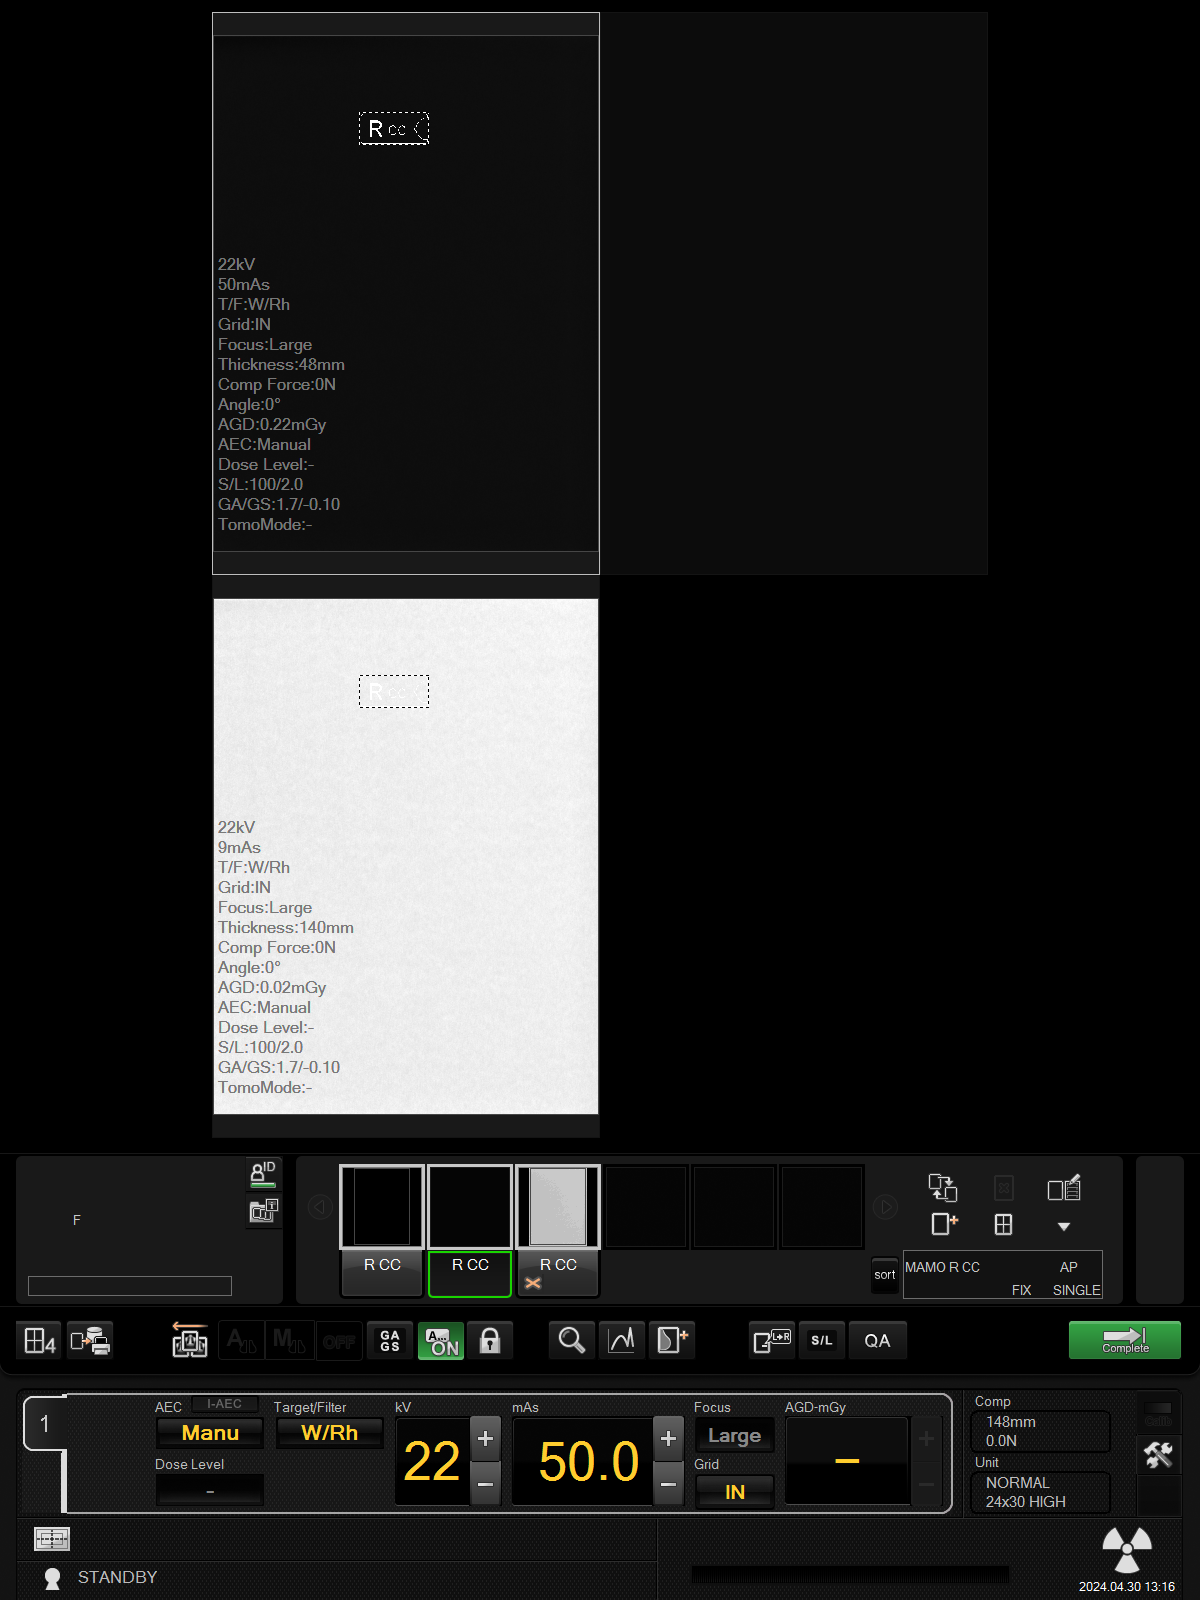 R CC
22kV
50mAs
T/F:W/Rh
Grid:IN
Focus:Large
Thickness:48mm
Comp Force:0N
Angle:0°
AGD:0.22mGy
AEC:Manual
Dose Level:-
S/L:100/2.0
GA/GS:1.7/-0.10
TomoMode:-
R CC
22kV
9mAs
T/F:W/Rh
Grid:IN
Focus:Large
Thickness:140mm
Comp Force:0N
Angle:0°
AGD:0.02mGy
AEC:Manual
Dose Level:-
S/L:100/2.0
GA/GS:1.7/-0.10
TomoMode:-
ID
F
R CC R CC R CC
sort
MAMO R CC AP
FIX SINGLE
4
A M OFF
GA GS
A... ON
L R
S/L
QA
Complete
1
AEC I-AEC Target/Filter kV mAs Focus AGD-mGy
Manu W/Rh 22 + 50.0 + Large – +
Dose Level Grid
- − − IN −
Comp
148mm
0.0N
Unit
NORMAL
24x30 HIGH
STANDBY
2024.04.30 13:16